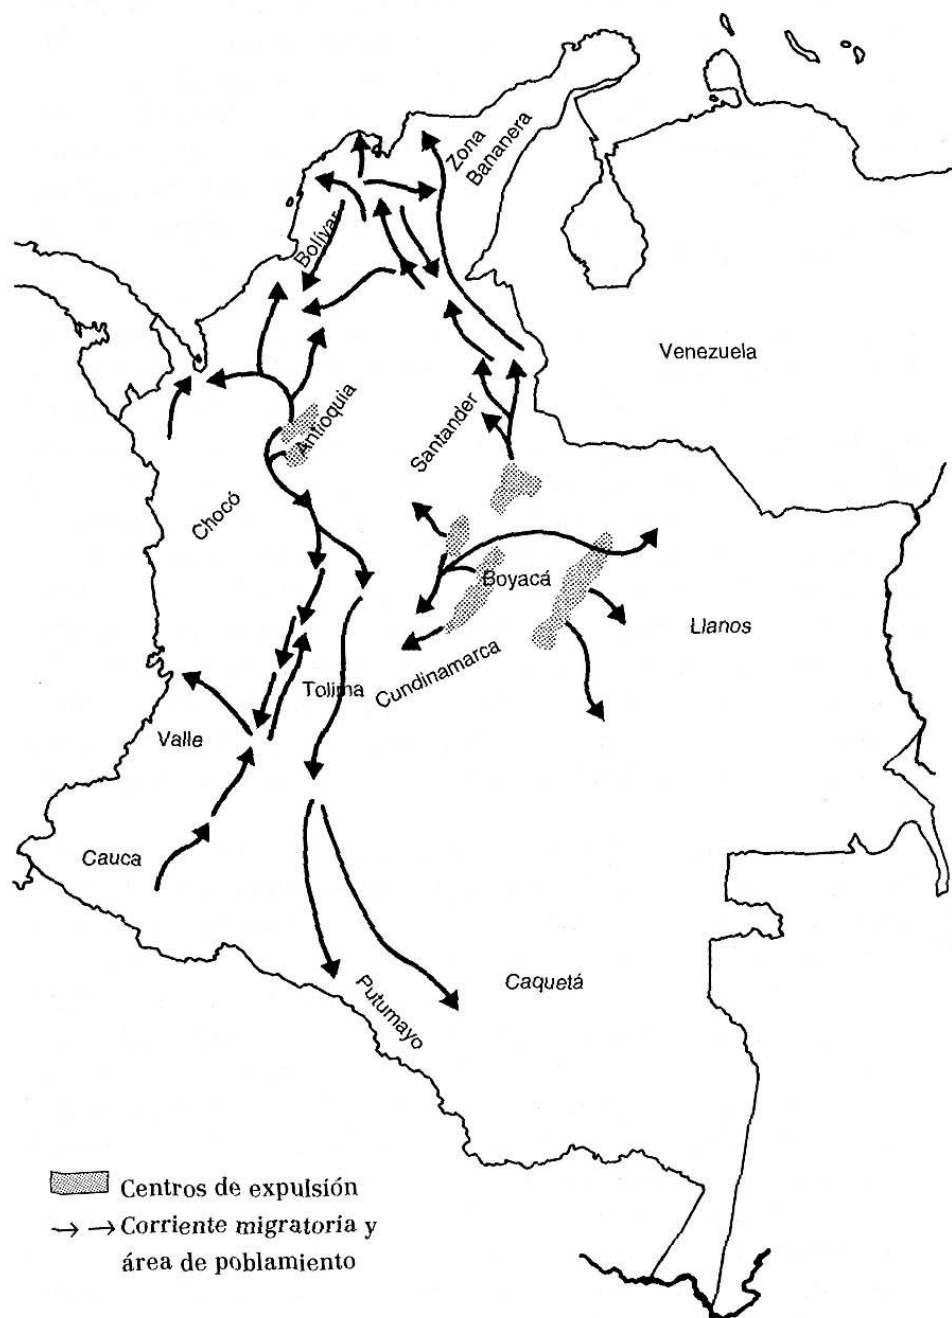 Zona
Bananera
Bolívar
Venezuela
Antioquia
Santander
Chocó
Boyacá
Llanos
Cundinamarca
Tolima
Valle
Cauca
Caquetá
Putumayo
Centros de expulsión
Corriente migratoria y
área de poblamiento